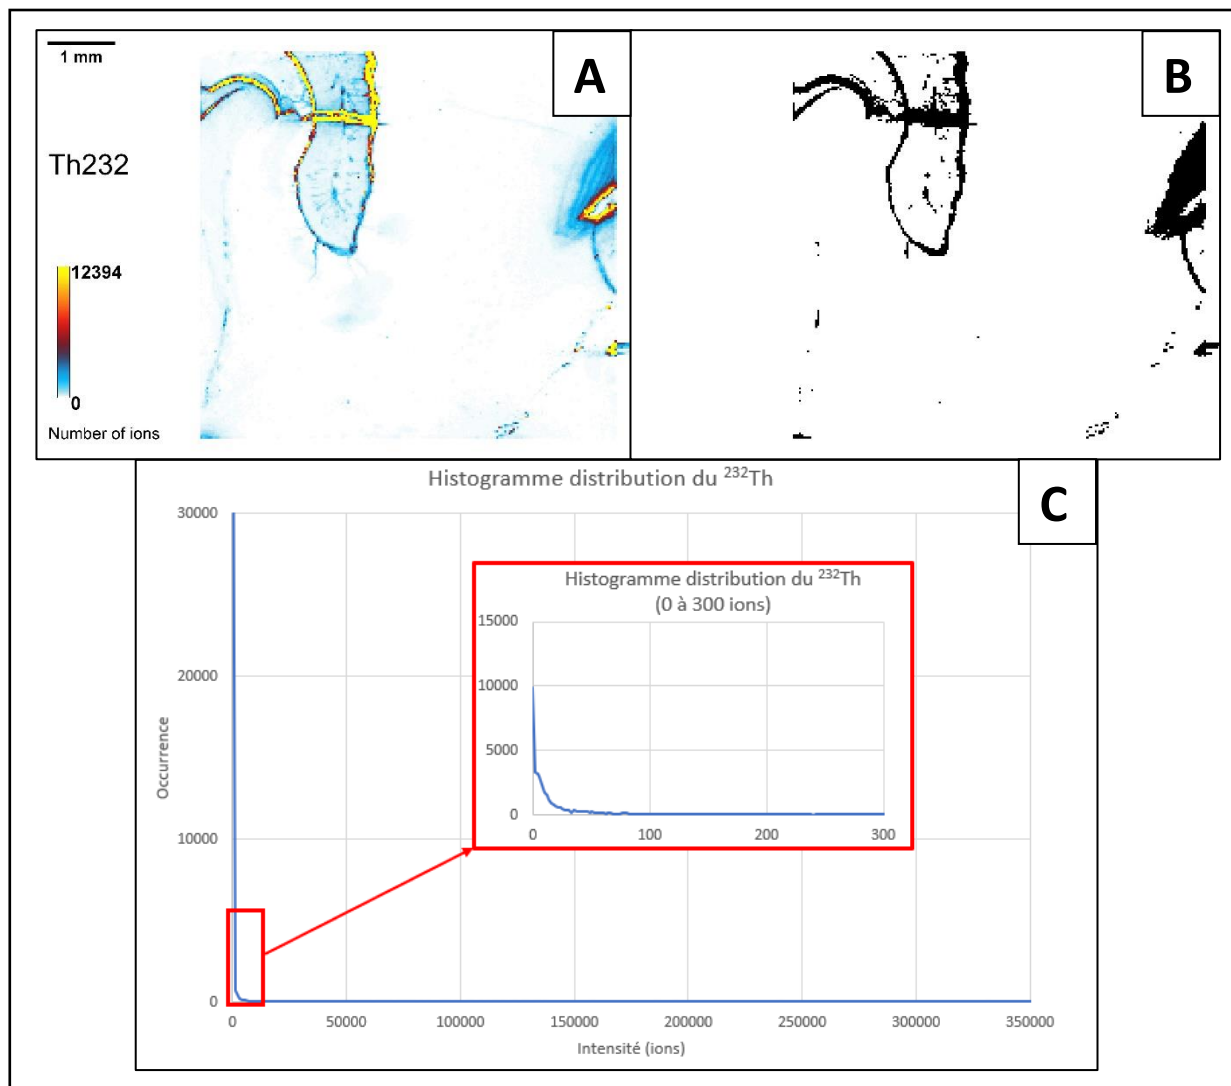 1 mm
A
B
Th232
12394
0
Number of ions
C
Histogramme distribution du ²³²Th
30000
20000
10000
0
Occurrence
0 50000 100000 150000 200000 250000 300000 350000
Intensité (ions)
Histogramme distribution du ²³²Th
(0 à 300 ions)
15000
10000
5000
0
0 100 200 300